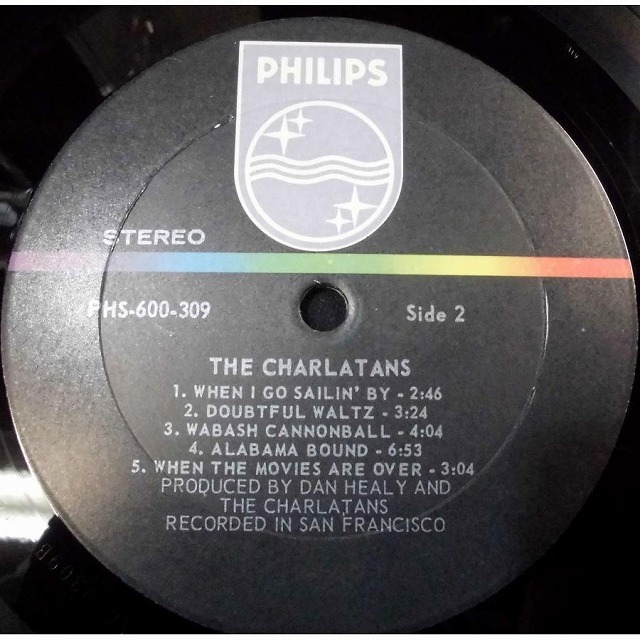 PHILIPS
STEREO
PHS-600-309
Side 2
THE CHARLATANS
1. WHEN I GO SAILIN' BY - 2:46
2. DOUBTFUL WALTZ - 3:24
3. WABASH CANNONBALL - 4:04
4. ALABAMA BOUND - 6:53
5. WHEN THE MOVIES ARE OVER - 3:04
PRODUCED BY DAN HEALY AND
THE CHARLATANS
RECORDED IN SAN FRANCISCO